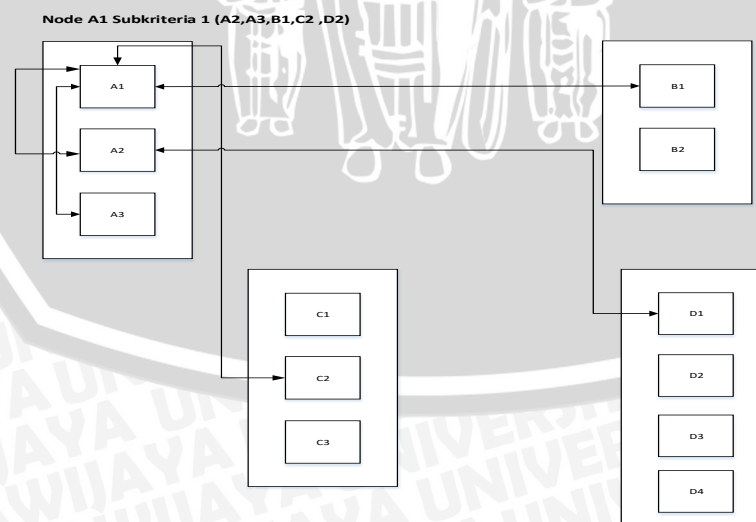 Node A1 Subkriteria 1 (A2,A3,B1,C2 ,D2)
A1
A2
A3
B1
B2
C1
C2
C3
D1
D2
D3
D4